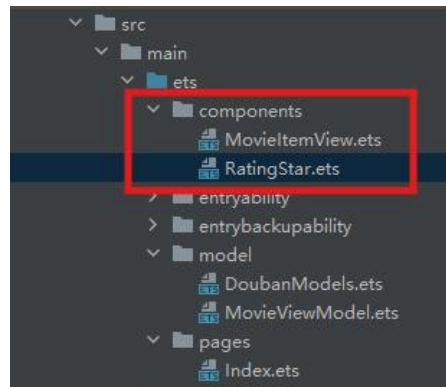 src
main
ets
components
MovieItemView.ets
RatingStar.ets
entryability
entrybackupability
model
DoubanModels.ets
MovieViewModel.ets
pages
Index.ets